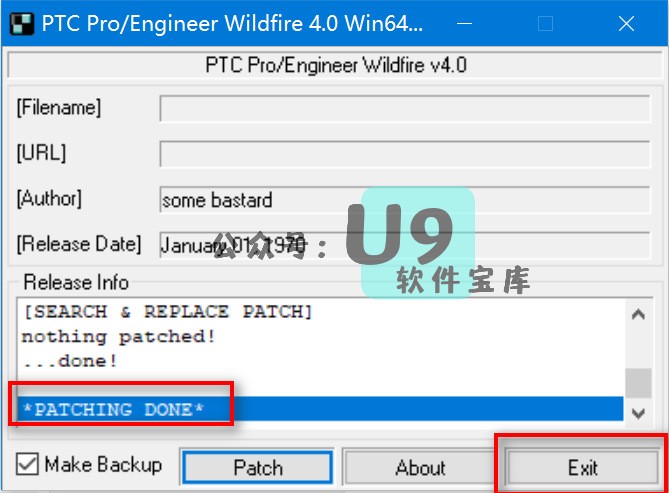 PTC Pro/Engineer Wildfire 4.0 Win64...
PTC Pro/Engineer Wildfire v4.0
[Filename]
[URL]
[Author] some bastard
[Release Date] January 01, 1970
公众号: U9
软件宝库
Release Info
[SEARCH & REPLACE PATCH]
nothing patched!
...done!
*PATCHING DONE*
Make Backup Patch About Exit